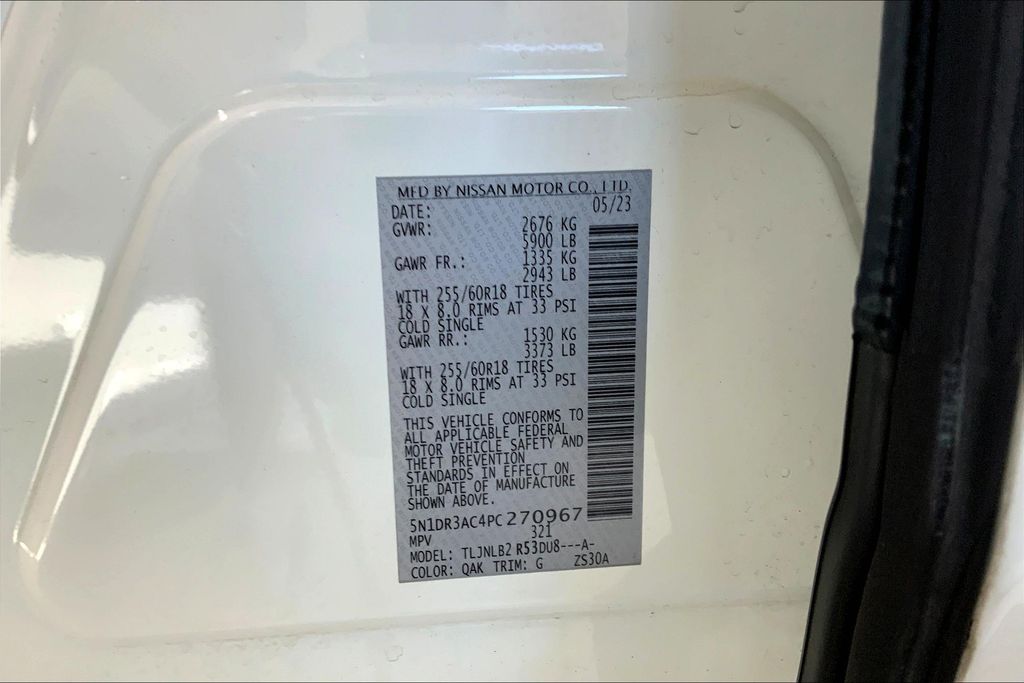 MFD BY NISSAN MOTOR CO., LTD.
DATE: 05/23
GVWR: 2676 KG
5900 LB
GAWR FR.: 1335 KG
2943 LB
WITH 255/60R18 TIRES
18 X 8.0 RIMS AT 33 PSI
COLD SINGLE
GAWR RR.: 1530 KG
3373 LB
WITH 255/60R18 TIRES
18 X 8.0 RIMS AT 33 PSI
COLD SINGLE
THIS VEHICLE CONFORMS TO
ALL APPLICABLE FEDERAL
MOTOR VEHICLE SAFETY AND
THEFT PREVENTION
STANDARDS IN EFFECT ON
THE DATE OF MANUFACTURE
SHOWN ABOVE.
5N1DR3AC4PC270967
MPV 321
MODEL: TLJNLB2 R53DU8---A-
COLOR: QAK TRIM: G ZS30A